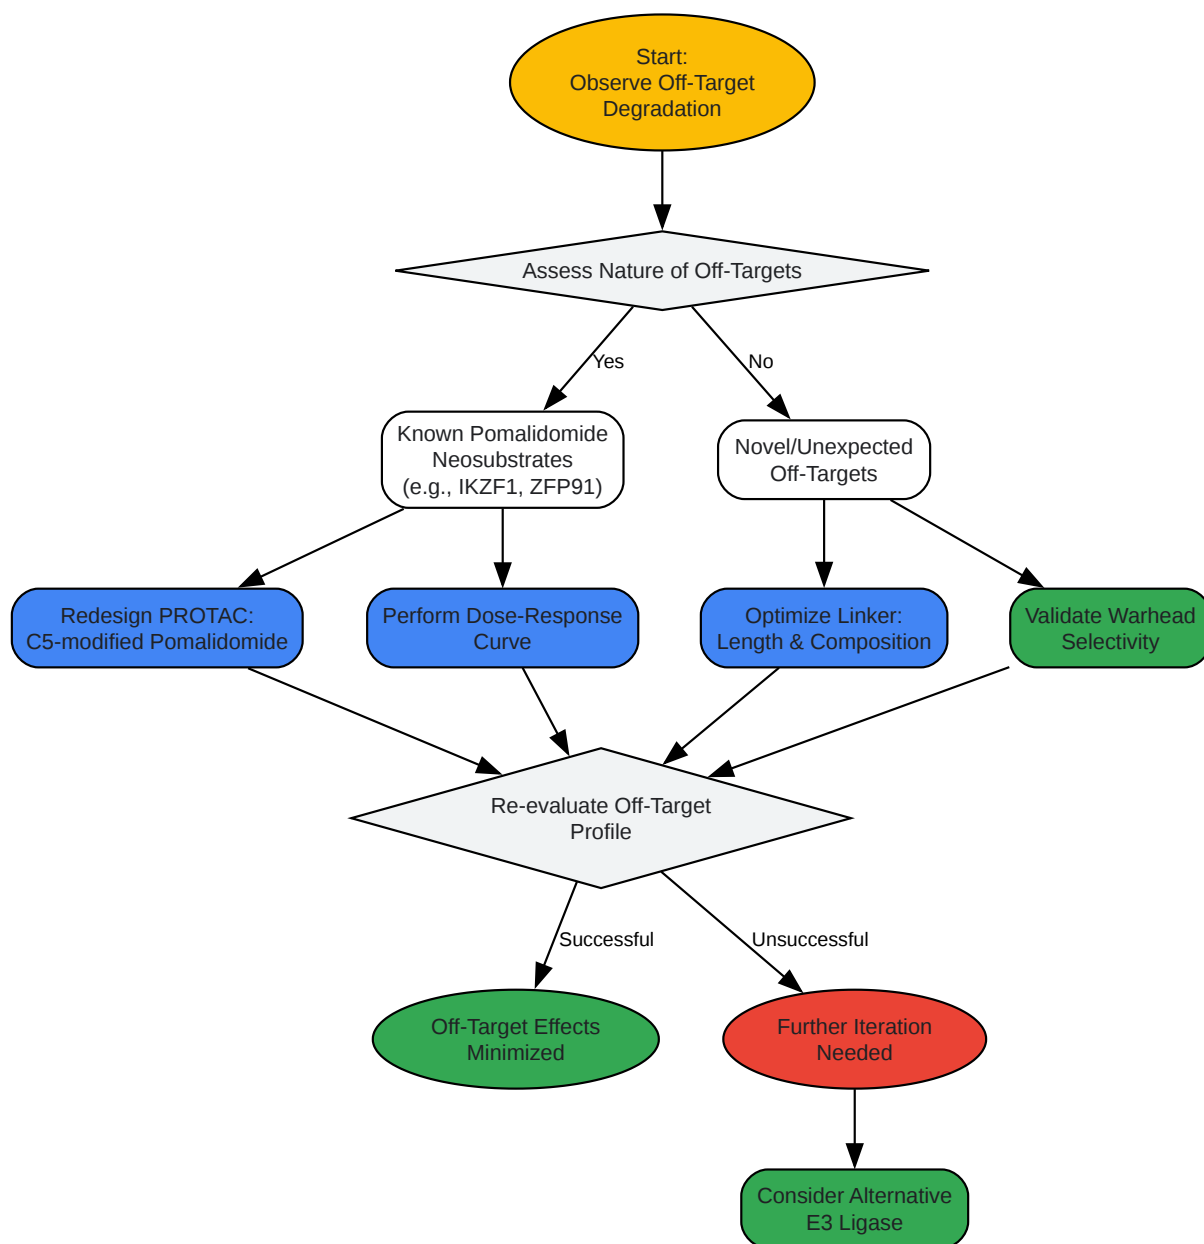 Start:
Observe Off-Target
Degradation
Assess Nature of Off-Targets
Yes
No
Known Pomalidomide
Neosubstrates
(e.g., IKZF1, ZFP91)
Novel/Unexpected
Off-Targets
Redesign PROTAC:
C5-modified Pomalidomide
Perform Dose-Response
Curve
Optimize Linker:
Length & Composition
Validate Warhead
Selectivity
Re-evaluate Off-Target
Profile
Successful
Unsuccessful
Off-Target Effects
Minimized
Further Iteration
Needed
Consider Alternative
E3 Ligase